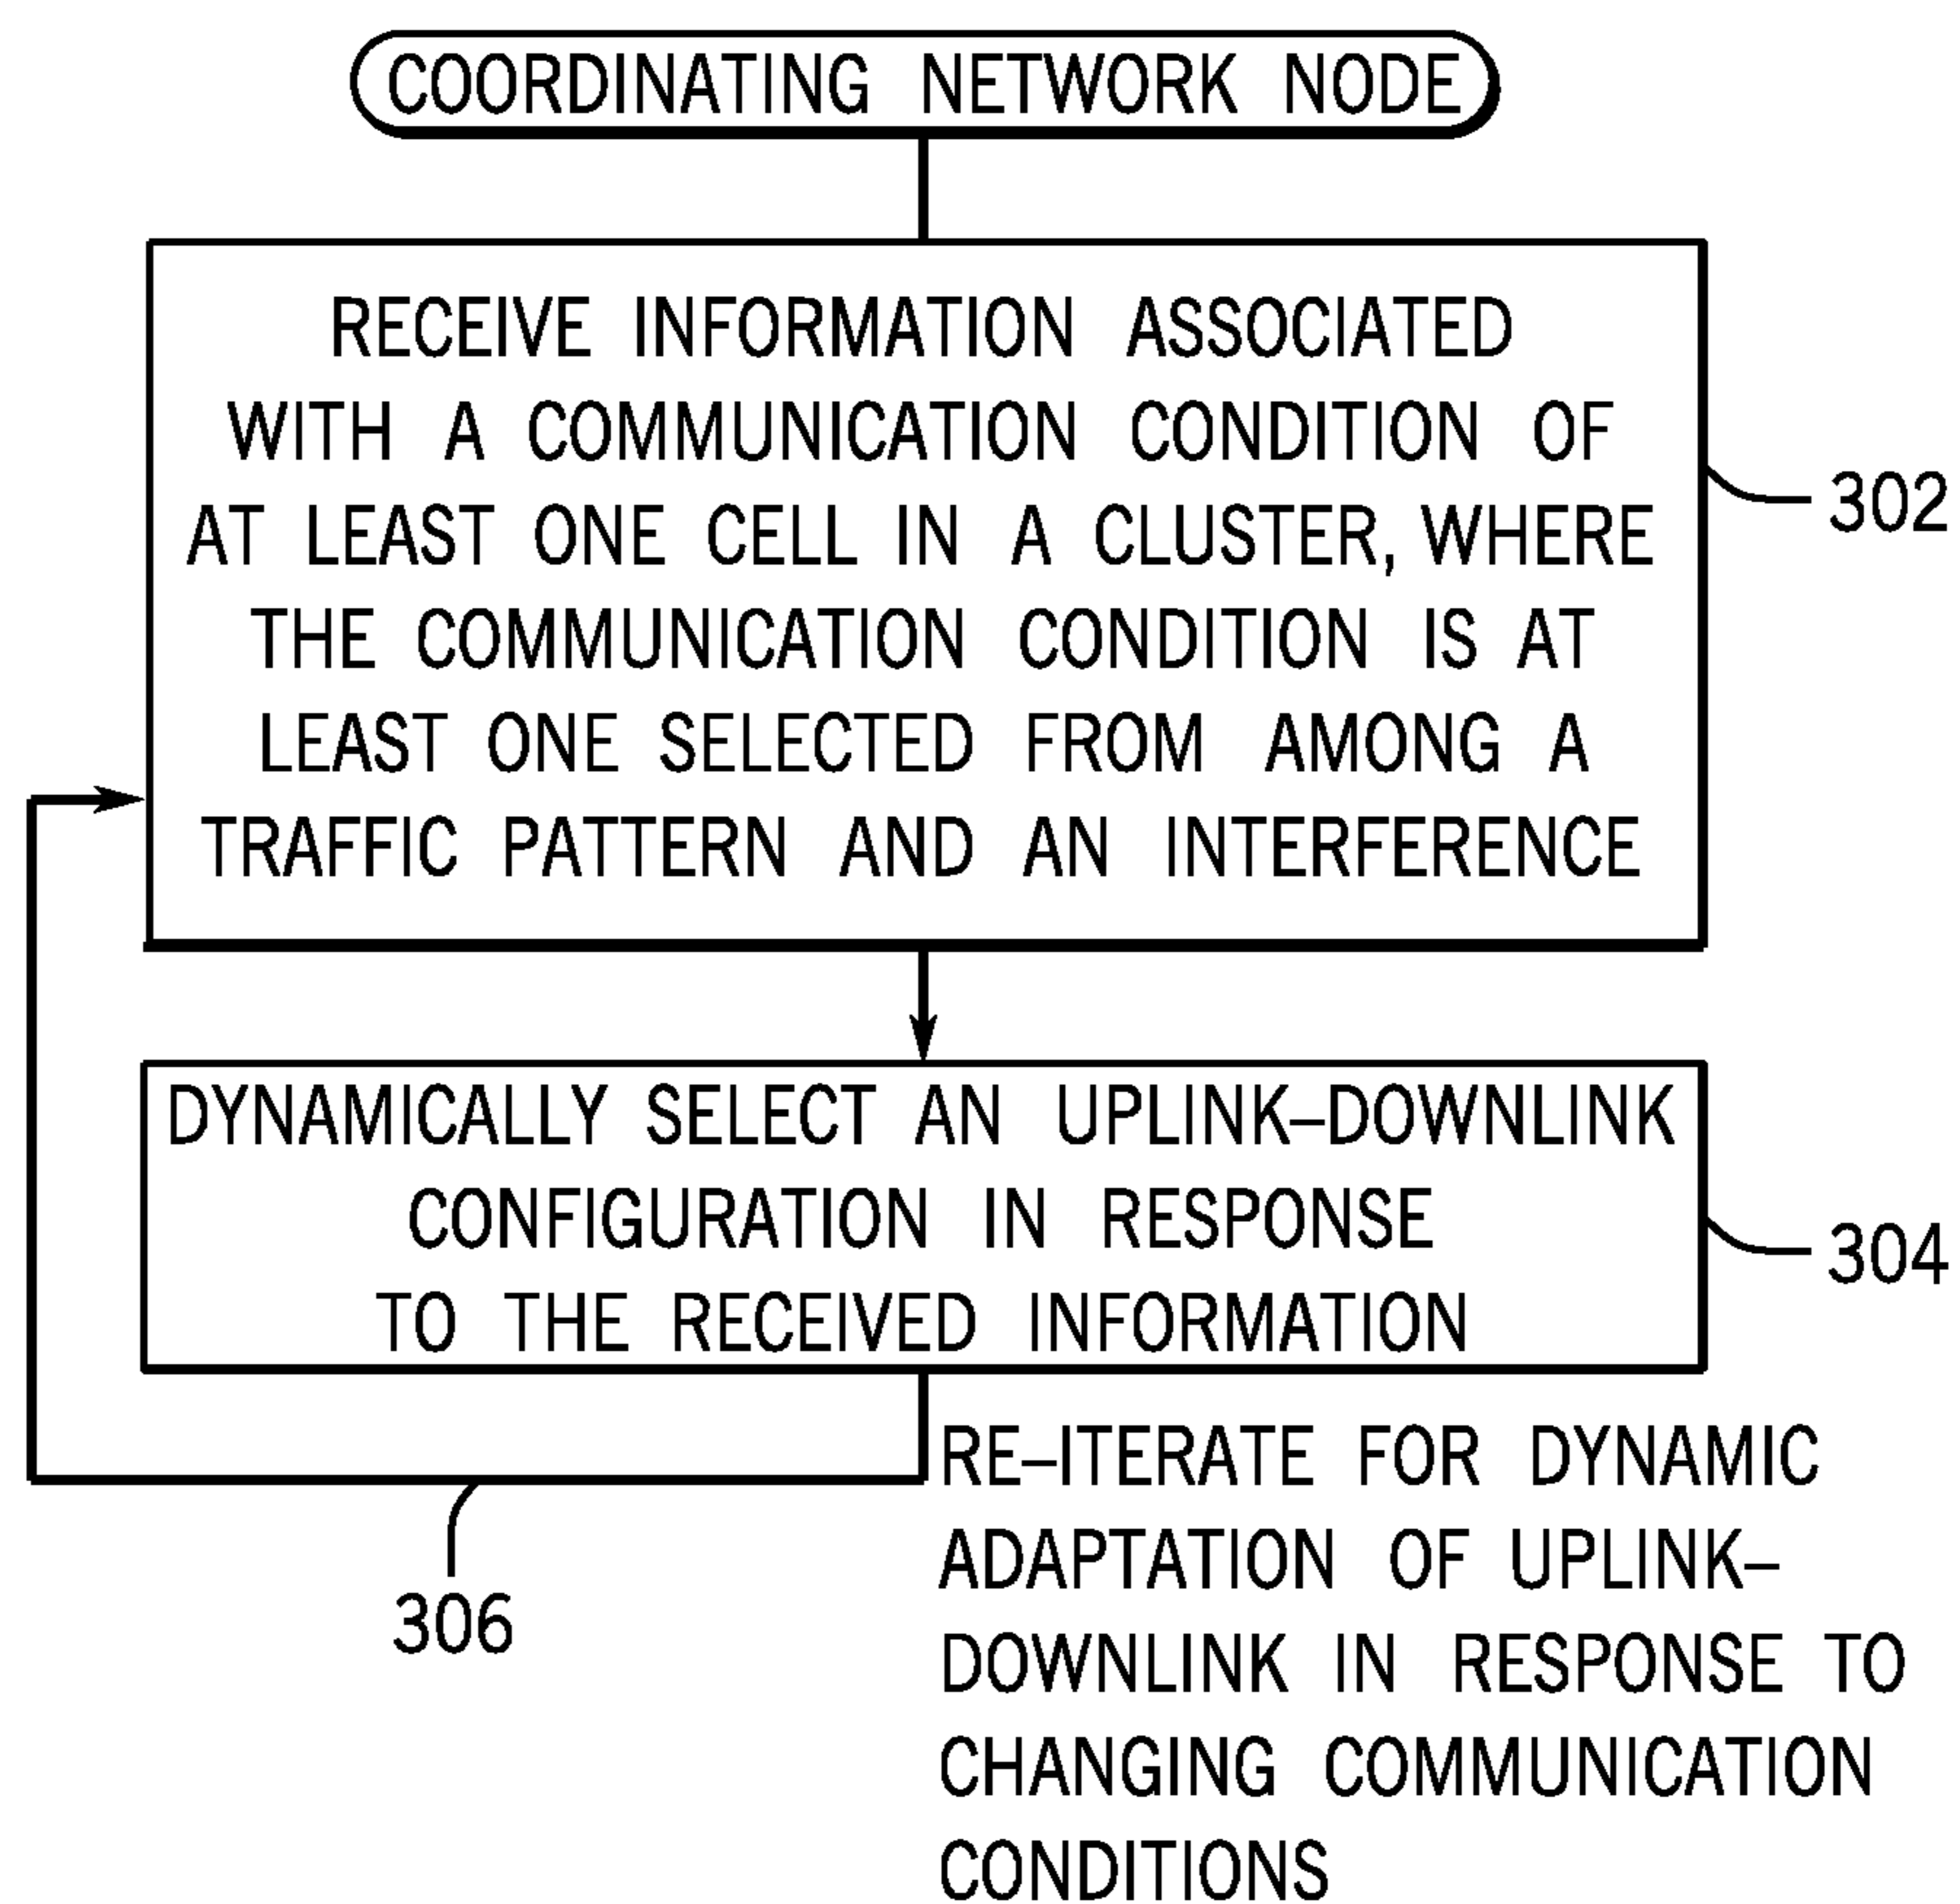 COORDINATING NETWORK NODE
RECEIVE INFORMATION ASSOCIATED
WITH A COMMUNICATION CONDITION OF
AT LEAST ONE CELL IN A CLUSTER, WHERE
THE COMMUNICATION CONDITION IS AT
LEAST ONE SELECTED FROM AMONG A
TRAFFIC PATTERN AND AN INTERFERENCE
302
DYNAMICALLY SELECT AN UPLINK–DOWNLINK
CONFIGURATION IN RESPONSE
TO THE RECEIVED INFORMATION
304
RE–ITERATE FOR DYNAMIC
ADAPTATION OF UPLINK–
DOWNLINK IN RESPONSE TO
CHANGING COMMUNICATION
CONDITIONS
306